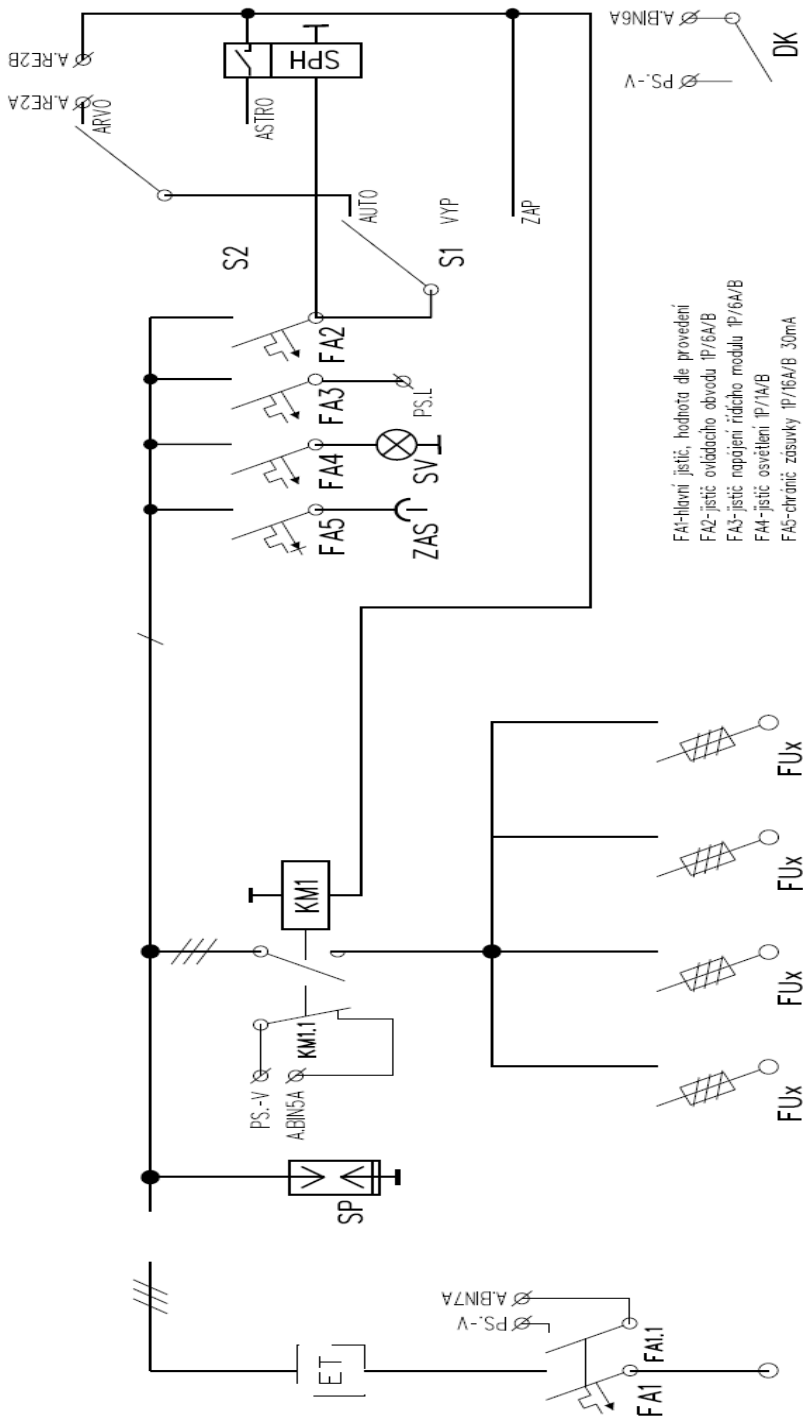 A.RE2B
A.RE2A
ARVO
SPH
ASTRO
A.BIN6A
PS.-V
DK
S2
AUTO
VYP
S1
ZAP
FA2
FA3
PS.L
FA4
SV
FA5
ZAS
FA1-hlavní jistič, hodnota dle provedení
FA2-jistič ovládacího obvodu 1P/6A/B
FA3-jistič napájení řídícího modulu 1P/6A/B
FA4-jistič osvětlení 1P/1A/B
FA5-chránič zásuvky 1P/16A/B 30mA
KM1
KM1.1
PS.-V
A.BIN5A
FUx
FUx
FUx
FUx
SP
ET
A.BIN7A
PS.-V
FA1
FA1.1